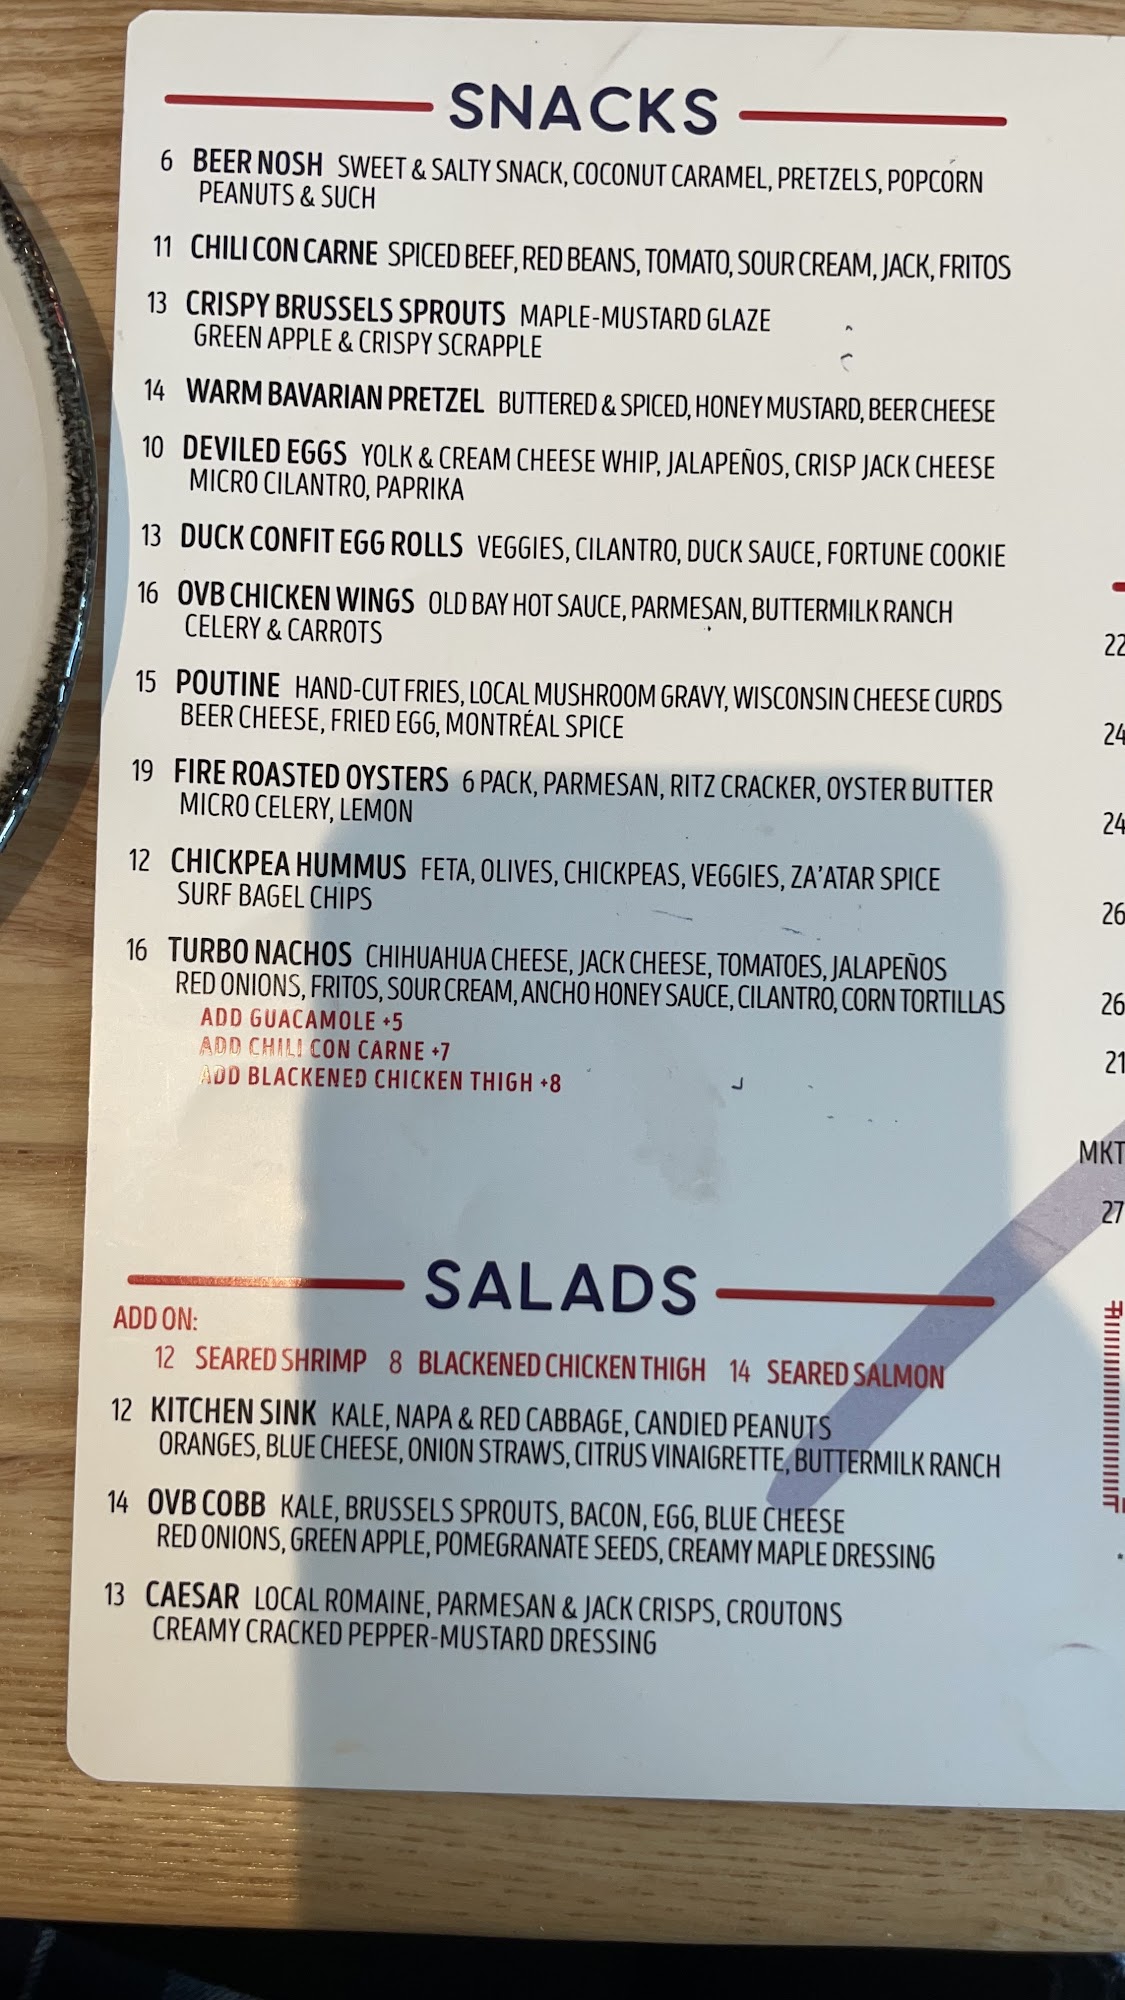 SNACKS
6 BEER NOSH SWEET & SALTY SNACK, COCONUT CARAMEL, PRETZELS, POPCORN
PEANUTS & SUCH
11 CHILI CON CARNE SPICED BEEF, RED BEANS, TOMATO, SOUR CREAM, JACK, FRITOS
13 CRISPY BRUSSELS SPROUTS MAPLE-MUSTARD GLAZE
GREEN APPLE & CRISPY SCRAPPLE
14 WARM BAVARIAN PRETZEL BUTTERED & SPICED, HONEY MUSTARD, BEER CHEESE
10 DEVILED EGGS YOLK & CREAM CHEESE WHIP, JALAPEÑOS, CRISP JACK CHEESE
MICRO CILANTRO, PAPRIKA
13 DUCK CONFIT EGG ROLLS VEGGIES, CILANTRO, DUCK SAUCE, FORTUNE COOKIE
16 OVB CHICKEN WINGS OLD BAY HOT SAUCE, PARMESAN, BUTTERMILK RANCH
CELERY & CARROTS
15 POUTINE HAND-CUT FRIES, LOCAL MUSHROOM GRAVY, WISCONSIN CHEESE CURDS
BEER CHEESE, FRIED EGG, MONTRÉAL SPICE
19 FIRE ROASTED OYSTERS 6 PACK, PARMESAN, RITZ CRACKER, OYSTER BUTTER
MICRO CELERY, LEMON
12 CHICKPEA HUMMUS FETA, OLIVES, CHICKPEAS, VEGGIES, ZA'ATAR SPICE
SURF BAGEL CHIPS
16 TURBO NACHOS CHIHUAHUA CHEESE, JACK CHEESE, TOMATOES, JALAPEÑOS
RED ONIONS, FRITOS, SOUR CREAM, ANCHO HONEY SAUCE, CILANTRO, CORN TORTILLAS
ADD GUACAMOLE +5
ADD CHILI CON CARNE +7
ADD BLACKENED CHICKEN THIGH +8
SALADS
ADD ON:
12 SEARED SHRIMP 8 BLACKENED CHICKEN THIGH 14 SEARED SALMON
12 KITCHEN SINK KALE, NAPA & RED CABBAGE, CANDIED PEANUTS
ORANGES, BLUE CHEESE, ONION STRAWS, CITRUS VINAIGRETTE, BUTTERMILK RANCH
14 OVB COBB KALE, BRUSSELS SPROUTS, BACON, EGG, BLUE CHEESE
RED ONIONS, GREEN APPLE, POMEGRANATE SEEDS, CREAMY MAPLE DRESSING
13 CAESAR LOCAL ROMAINE, PARMESAN & JACK CRISPS, CROUTONS
CREAMY CRACKED PEPPER-MUSTARD DRESSING
22
24
24
26
26
21
MKT
27